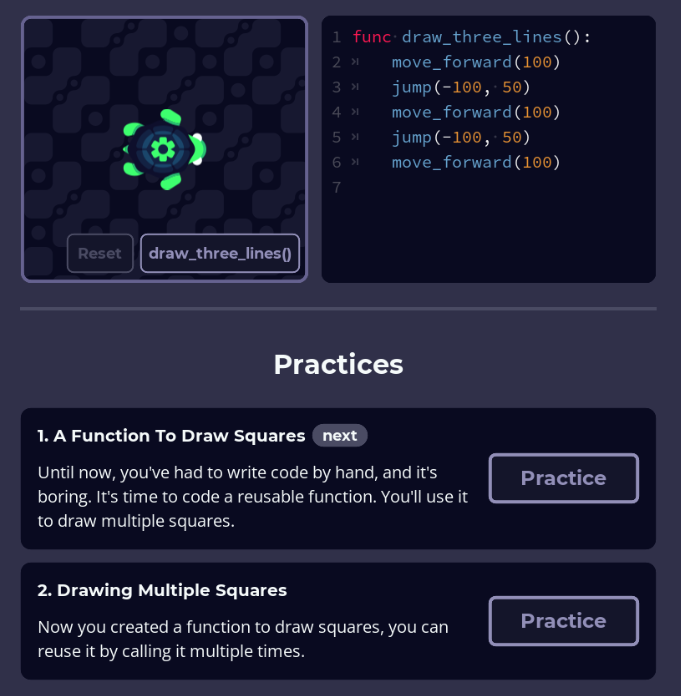 Reset
draw_three_lines()
1 func draw_three_lines():
2 move_forward(100)
3 jump(-100, 50)
4 move_forward(100)
5 jump(-100, 50)
6 move_forward(100)
7
Practices
1. A Function To Draw Squares next
Until now, you've had to write code by hand, and it's
boring. It's time to code a reusable function. You'll use it
to draw multiple squares.
Practice
2. Drawing Multiple Squares
Now you created a function to draw squares, you can
reuse it by calling it multiple times.
Practice